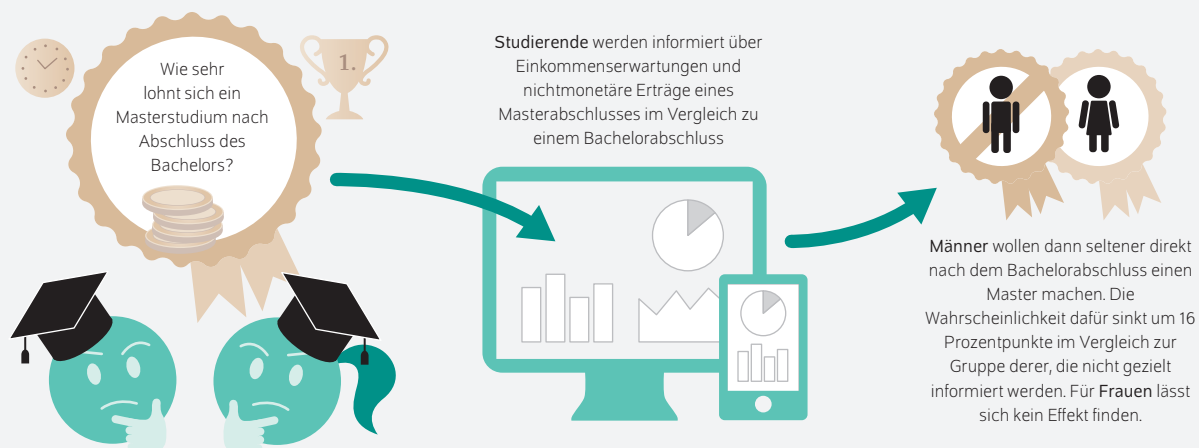 Wie sehr
lohnt sich ein
Masterstudium nach
Abschluss des
Bachelors?
1.
Studierende werden informiert über
Einkommenserwartungen und
nichtmonetäre Erträge eines
Masterabschlusses im Vergleich zu
einem Bachelorabschluss
Männer wollen dann seltener direkt
nach dem Bachelorabschluss einen
Master machen. Die
Wahrscheinlichkeit dafür sinkt um 16
Prozentpunkte im Vergleich zur
Gruppe derer, die nicht gezielt
informiert werden. Für Frauen lässt
sich kein Effekt finden.